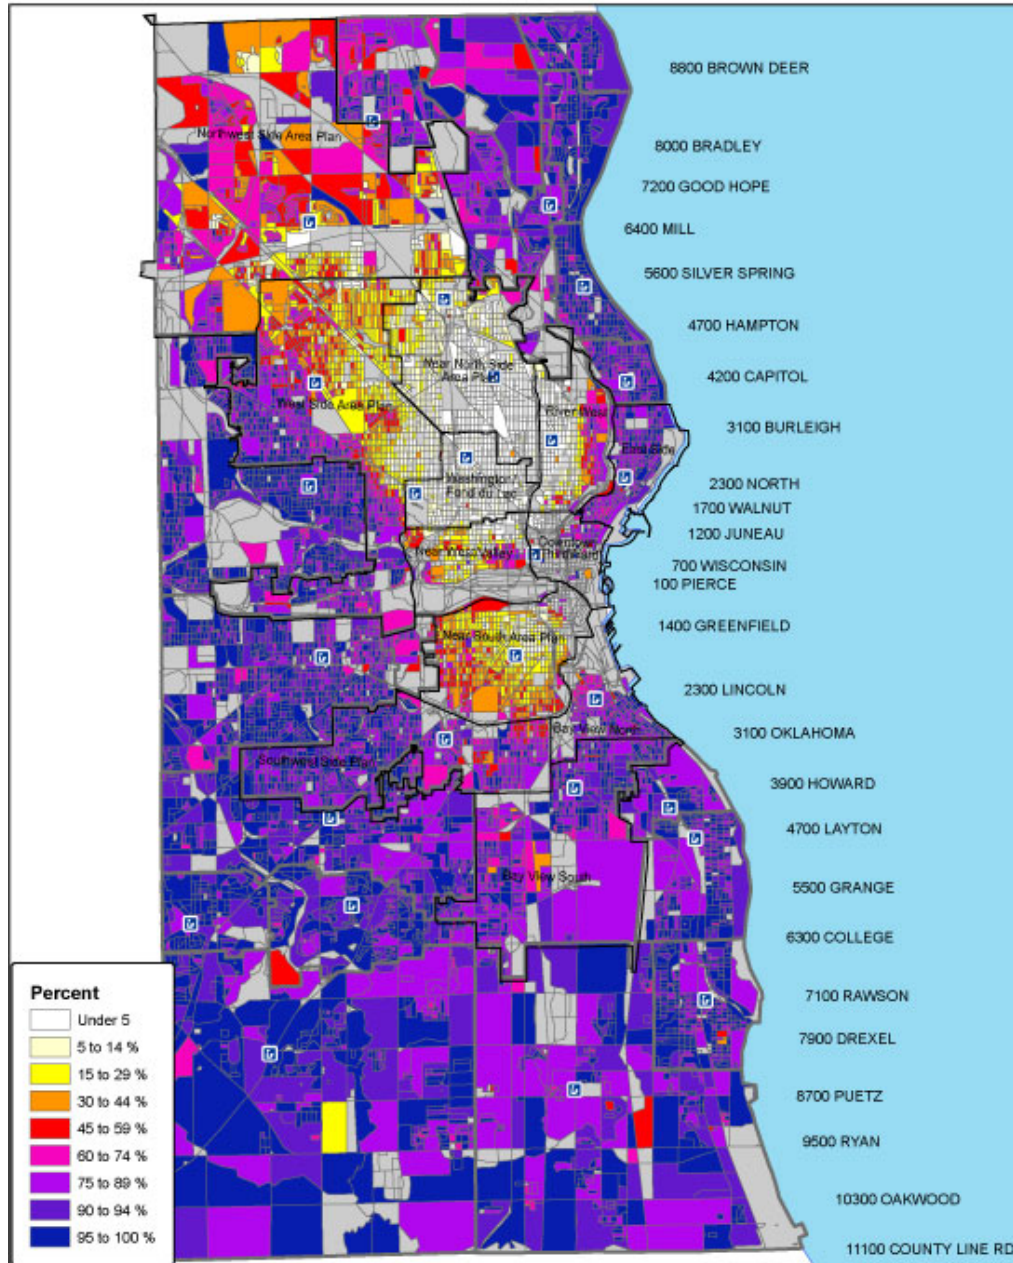 8800 BROWN DEER
Northwest Side Area Plan
8000 BRADLEY
7200 GOOD HOPE
6400 MILL
5600 SILVER SPRING
4700 HAMPTON
Near North Side
Area Plan
4200 CAPITOL
West Side Area Plan
River West
3100 BURLEIGH
East Side
Washington/
Fond du Lac
2300 NORTH
1700 WALNUT
1200 JUNEAU
Near West Valley
Downtown
Thirdward
700 WISCONSIN
100 PIERCE
1400 GREENFIELD
Near South Area Plan
2300 LINCOLN
Bay View North
3100 OKLAHOMA
Southwest Side Plan
3900 HOWARD
4700 LAYTON
Bay View South
5500 GRANGE
6300 COLLEGE
7100 RAWSON
7900 DREXEL
8700 PUETZ
9500 RYAN
10300 OAKWOOD
11100 COUNTY LINE RD
Percent
Under 5
5 to 14 %
15 to 29 %
30 to 44 %
45 to 59 %
60 to 74 %
75 to 89 %
90 to 94 %
95 to 100 %